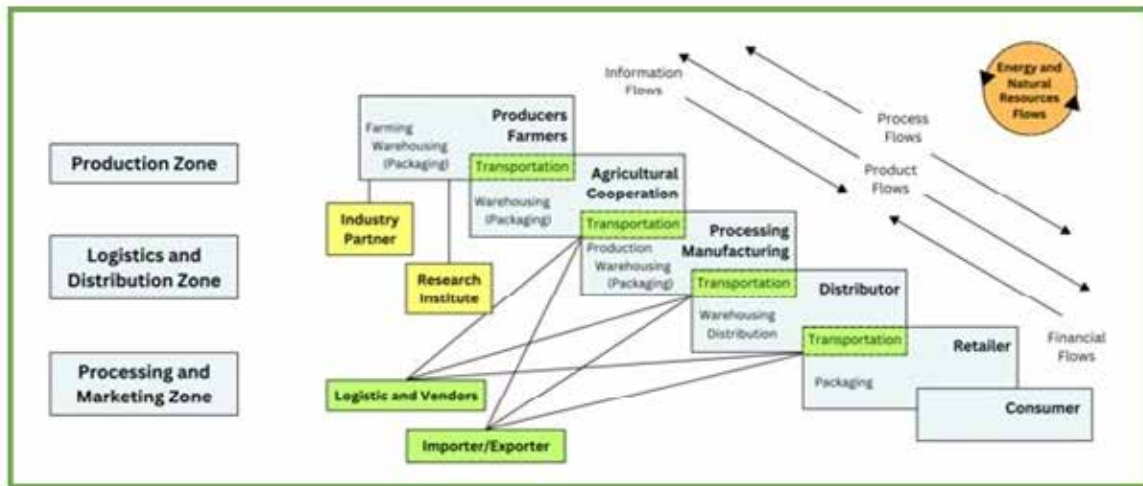 Production Zone
Logistics and
Distribution Zone
Processing and
Marketing Zone
Producers
Farmers
Farming
Warehousing
(Packaging)
Transportation
Industry
Partner
Research
Institute
Agricultural
Cooperation
Warehousing
(Packaging)
Transportation
Processing
Manufacturing
Production
Warehousing
(Packaging)
Transportation
Distributor
Warehousing
Distribution
Transportation
Retailer
Packaging
Consumer
Logistic and Vendors
Importer/Exporter
Information
Flows
Process
Flows
Product
Flows
Financial
Flows
Energy and
Natural
Resources
Flows